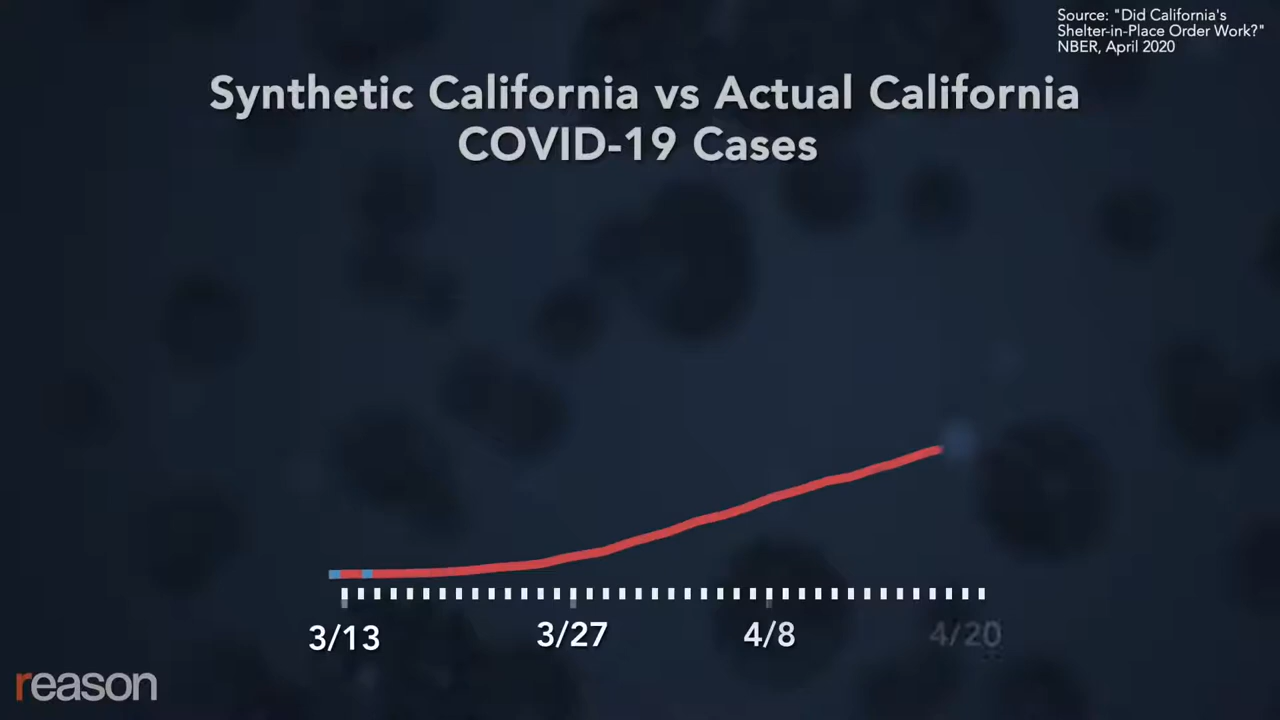 Source: "Did California's
Shelter-in-Place Order Work?"
NBER, April 2020
Synthetic California vs Actual California
COVID-19 Cases
3/13
3/27
4/8
4/20
reason